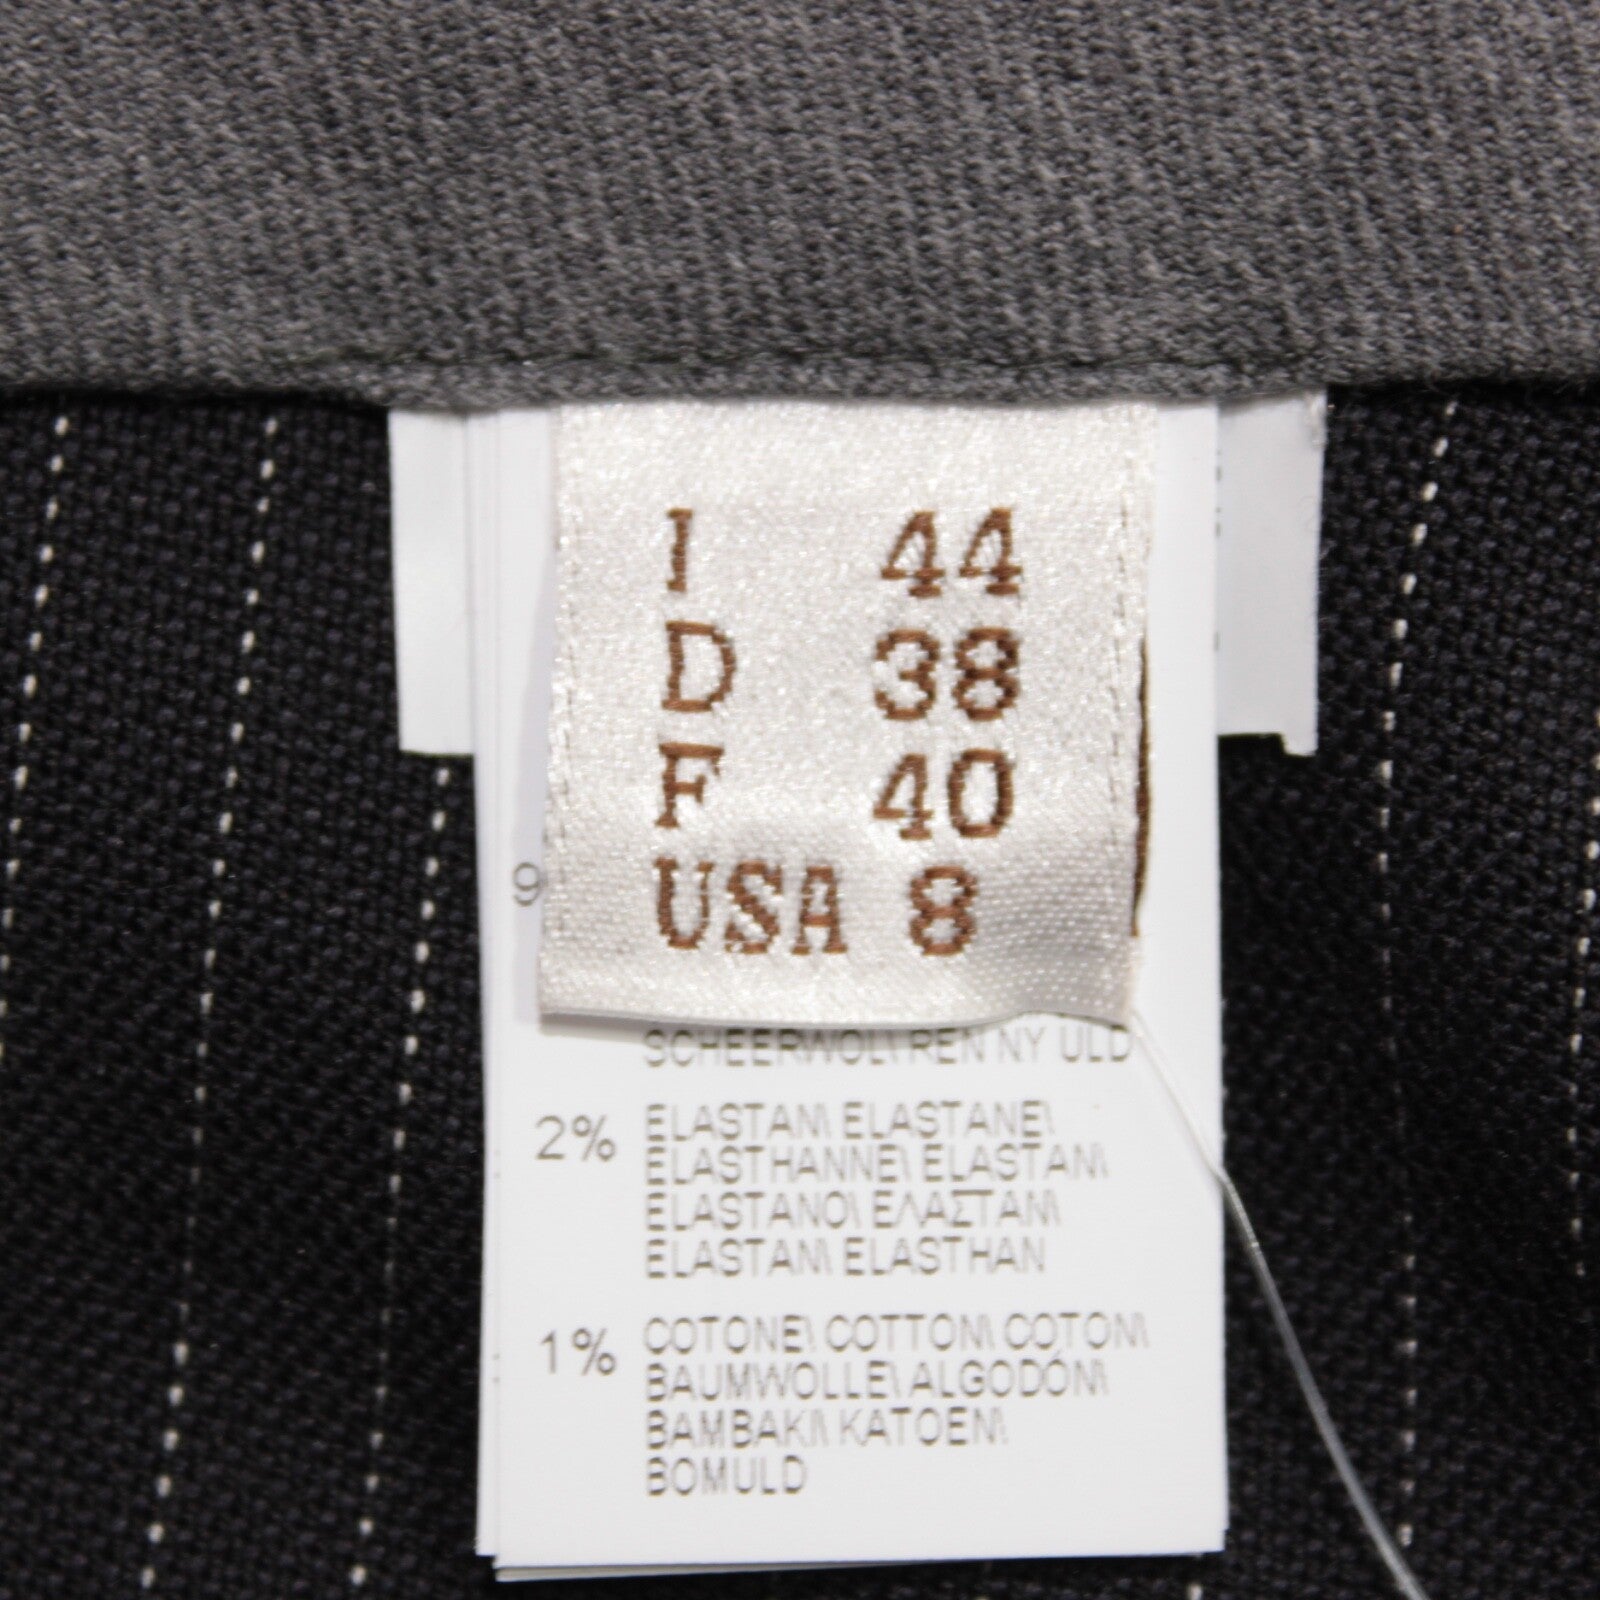 I 44
D 38
F 40
USA 8
9
SCHEERWOL\ REN NY ULD
2% ELASTAN\ ELASTANE\
ELASTHANNE\ ELASTAN\
ELASTANO\ ΕΛΑΣΤΑΝ\
ELASTAN\ ELASTHAN
1% COTONE\ COTTON\ COTON\
BAUMWOLLE\ ALGODÓN\
BAMBAKI\ KATOEN\
BOMULD